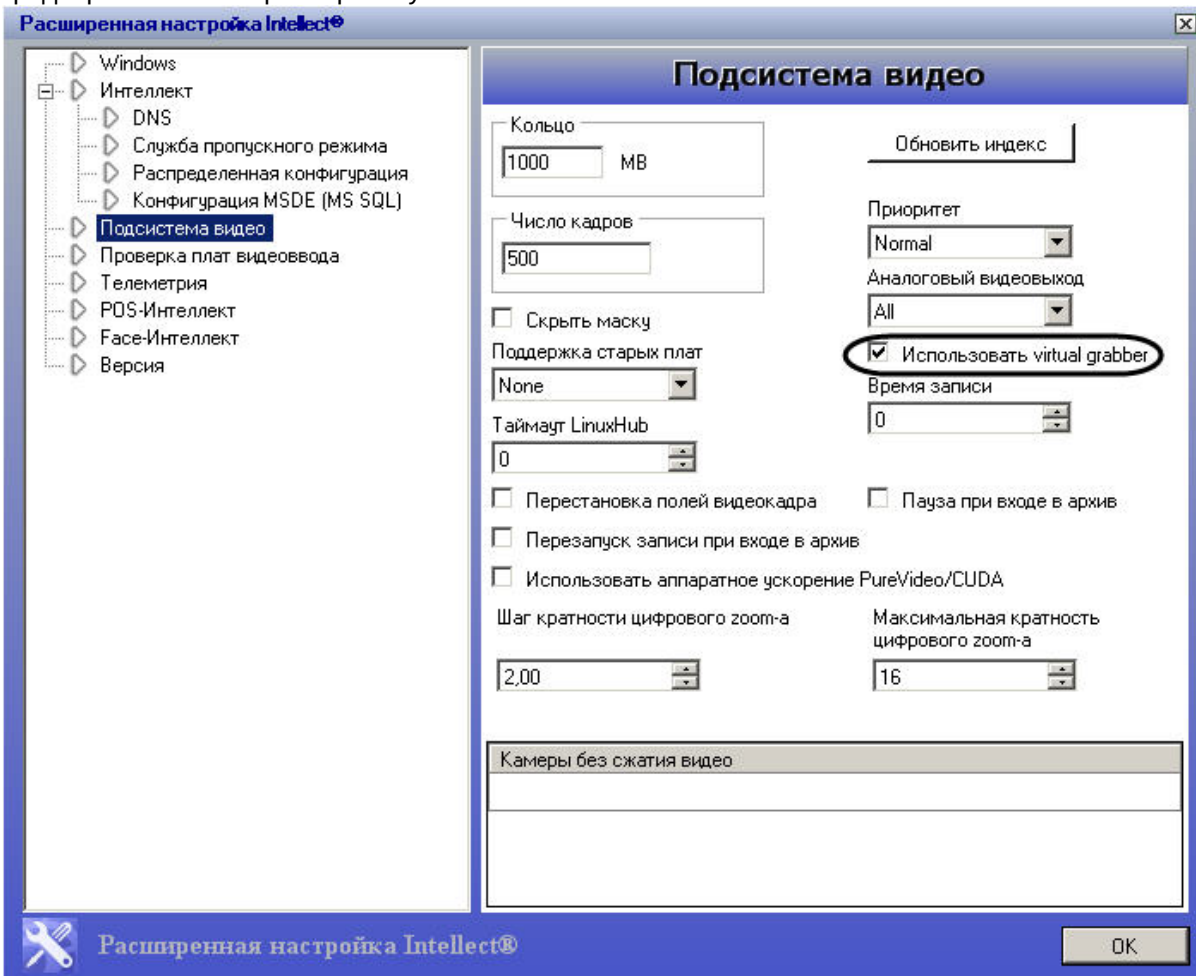 Расширенная настройка Intellect®
Windows
Интеллект
DNS
Служба пропускного режима
Распределенная конфигурация
Конфигурация MSDE (MS SQL)
Подсистема видео
Проверка плат видеоввода
Телеметрия
POS-Интеллект
Face-Интеллект
Версия
Подсистема видео
Кольцо
1000 MB
Обновить индекс
Число кадров
500
Приоритет
Normal
Аналоговый видеовыход
All
Скрыть маску
Использовать virtual grabber
Поддержка старых плат
None
Время записи
0
Таймаут LinuxHub
0
Перестановка полей видеокадра
Пауза при входе в архив
Перезапуск записи при входе в архив
Использовать аппаратное ускорение PureVideo/CUDA
Шаг кратности цифрового zoom-а
2,00
Максимальная кратность
цифрового zoom-а
16
Камеры без сжатия видео
Расширенная настройка Intellect®
OK